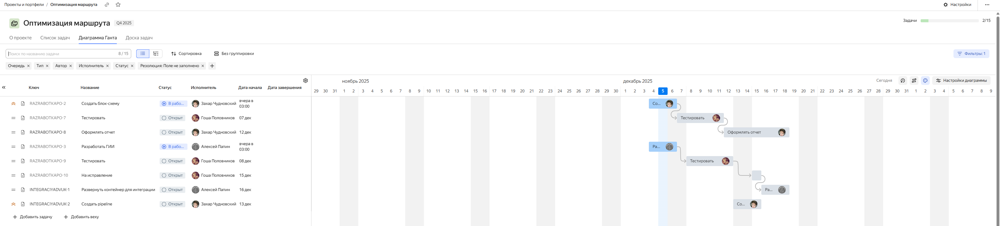 Проекты и портфели / Оптимизация маршрута
Настройки
Оптимизация маршрута Q4 2025
Задачи 2/15
О проекте Список задач Диаграмма Ганта Доска задач
Поиск по названию задачи 8 / 15 Сортировка Без группировки Фильтры: 1
Очередь × Тип × Автор × Исполнитель × Статус × Резолюция: Поле не заполнено × +
ноябрь 2025 декабрь 2025 Сегодня Настройки диаграммы
Ключ Название Статус Исполнитель Дата начала Дата завершения
29 30 31 1 2 3 4 5 6 7 8 9 10 11 12 13 14 15 16 17 18 19 20 21 22 23 24 25 26 27 28 29 30 1 2 3 4 5 6 7 8 9 10 11 12 13 14 15 16 17 18 19 20 21 22 23 24 25 26 27 28 29 30 31 1 2 3 4 5 6 7 8 9
RAZRABOTKAPO-2 Создать блок-схему В рабо... Захар Чудновский вчера в 03:00 Со...
RAZRABOTKAPO-7 Тестировать Открыт Гоша Половников 07 дек Тестировать
RAZRABOTKAPO-8 Оформлять отчет Открыт Захар Чудновский 12 дек Оформлять отчет
RAZRABOTKAPO-3 Разработать ГИИ В рабо... Алексей Папин вчера в 03:00 Ра...
RAZRABOTKAPO-9 Тестировать Открыт Гоша Половников 08 дек Тестировать
RAZRABOTKAPO-10 На исправление Открыт Гоша Половников 15 дек
INTEGRACIYADVUK-1 Развернуть контейнер для интеграции Открыт Алексей Папин 16 дек Ра...
INTEGRACIYADVUK-2 Создать pipeline Открыт Захар Чудновский 13 дек Со...
+ Добавить задачу + Добавить веху